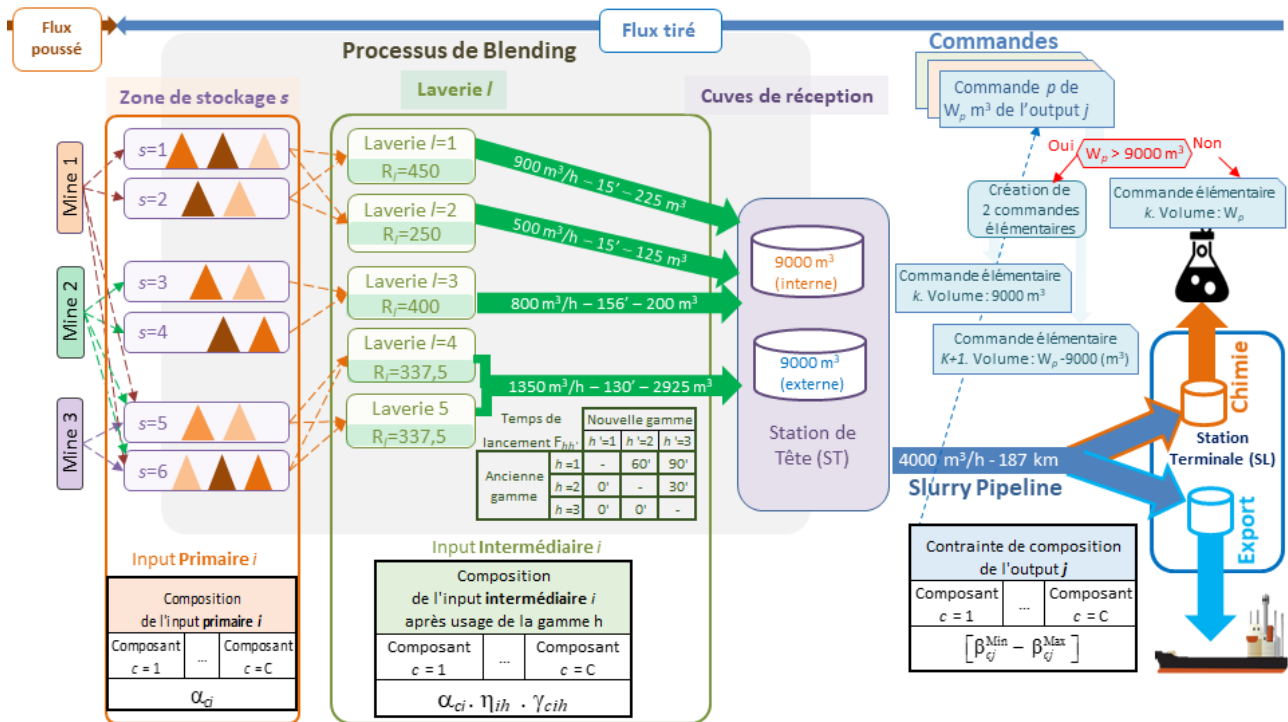 Flux
poussé
Flux tiré
Processus de Blending
Commandes
Zone de stockage s
Laverie l
Cuves de réception
Commande p de
Wp m³ de l'output j
Oui
Wp > 9000 m³
Non
Création de
2 commandes
élémentaires
Commande élémentaire
k. Volume : Wp
Commande élémentaire
k. Volume : 9000 m³
Commande élémentaire
K+1. Volume : Wp -9000 (m³)
Mine 1
Mine 2
Mine 3
s=1
s=2
s=3
s=4
s=5
s=6
Laverie l=1
Rl=450
Laverie l=2
Rl=250
Laverie l=3
Rl=400
Laverie l=4
Rl=337,5
Laverie 5
Rl=337,5
900 m³/h – 15' – 225 m³
500 m³/h – 15' – 125 m³
800 m³/h – 156' – 200 m³
1350 m³/h – 130' – 2925 m³
9000 m³
(interne)
9000 m³
(externe)
Station de
Tête (ST)
Temps de
lancement Fhh'
Nouvelle gamme
h '=1 h '=2 h '=3
Ancienne
gamme
h =1 - 60' 90'
h =2 0' - 30'
h =3 0' 0' -
4000 m³/h - 187 km
Slurry Pipeline
Chimie
Station
Terminale (SL)
Export
Input Primaire i
Composition
de l'input primaire i
Composant
c = 1
...
Composant
c = C
αci
Input Intermédiaire i
Composition
de l'input intermédiaire i
après usage de la gamme h
Composant
c = 1
...
Composant
c = C
αci . ηih . γcih
Contrainte de composition
de l'output j
Composant
c = 1
...
Composant
c = C
[βcjMin – βcjMax]